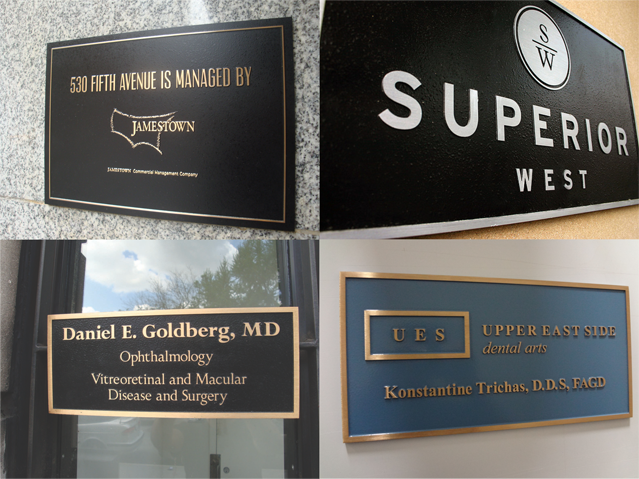 530 FIFTH AVENUE IS MANAGED BY
JAMESTOWN
JAMESTOWN Commercial Management Company
S
W
SUPERIOR
WEST
Daniel E. Goldberg, MD
Ophthalmology
Vitreoretinal and Macular
Disease and Surgery
UES
UPPER EAST SIDE
dental arts
Konstantine Trichas, D.D.S, FAGD